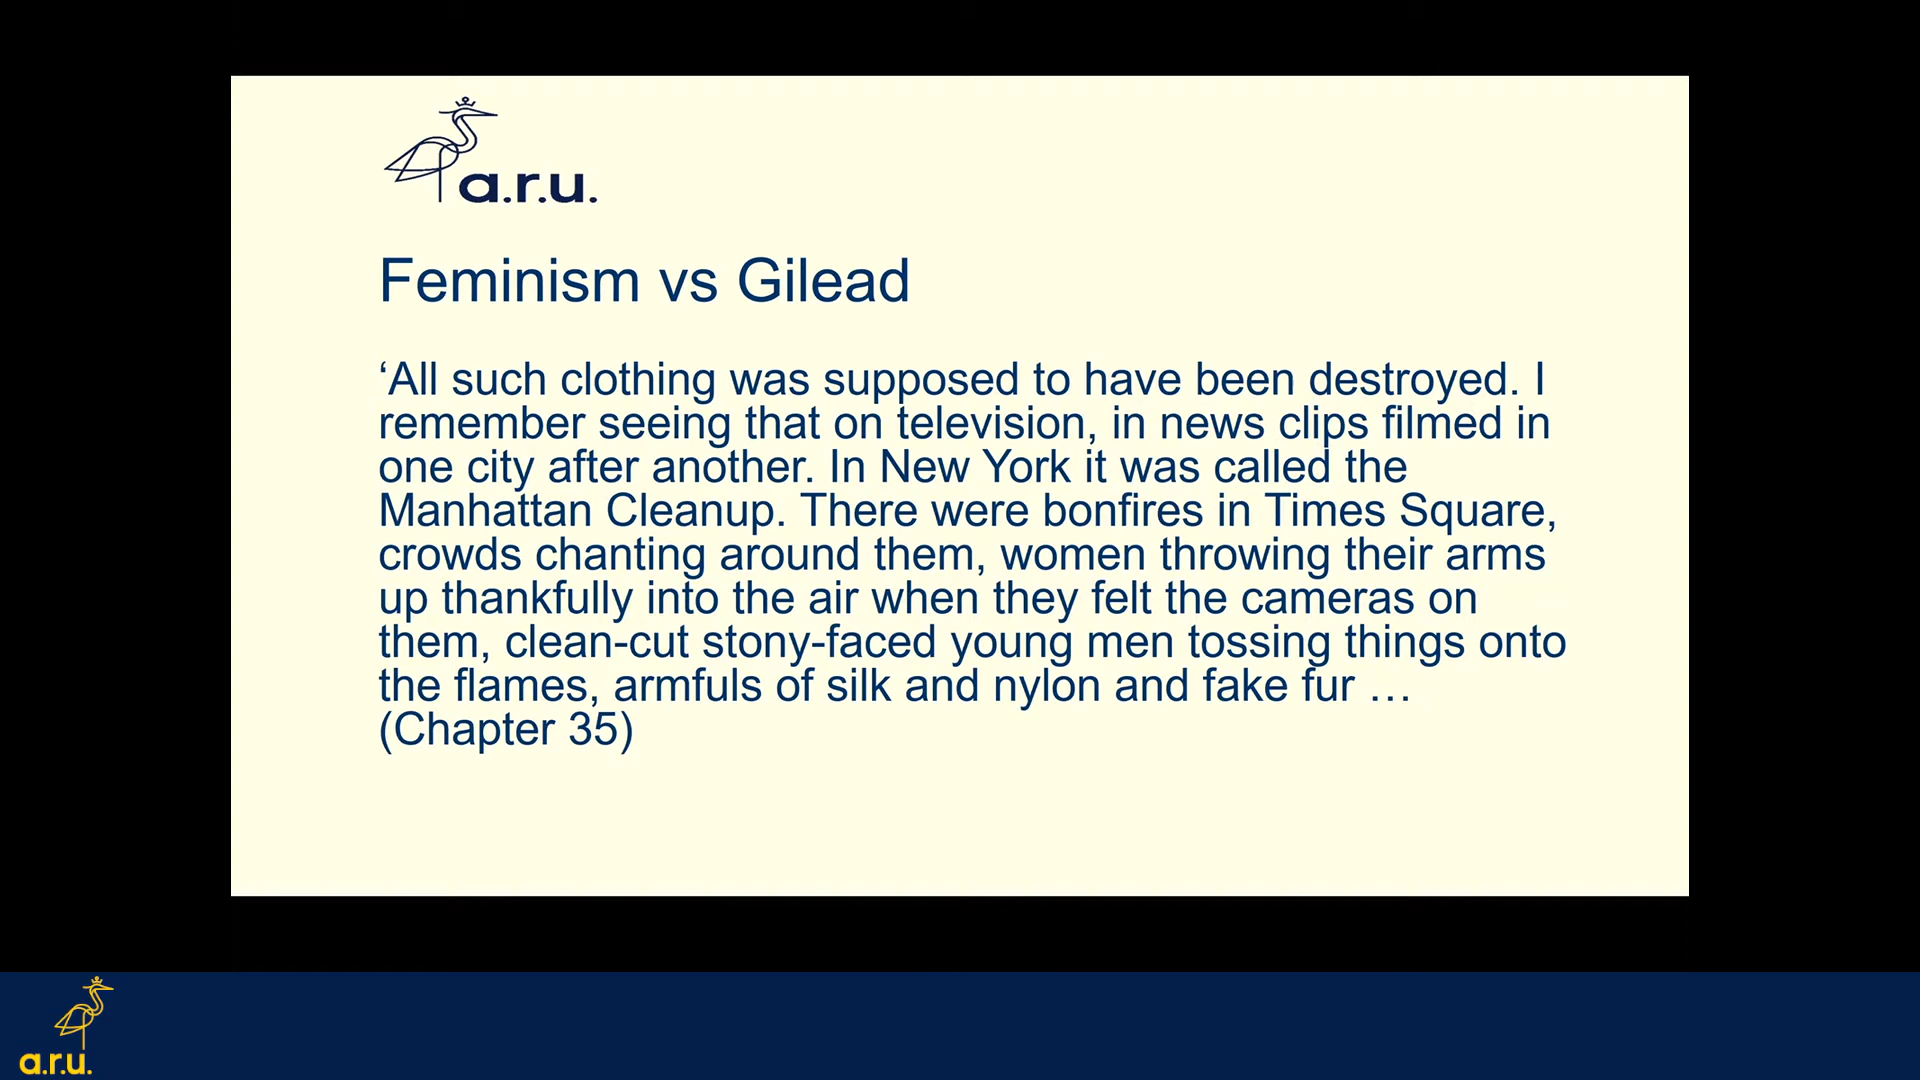 a.r.u.
Feminism vs Gilead
‘All such clothing was supposed to have been destroyed. I
remember seeing that on television, in news clips filmed in
one city after another. In New York it was called the
Manhattan Cleanup. There were bonfires in Times Square,
crowds chanting around them, women throwing their arms
up thankfully into the air when they felt the cameras on
them, clean-cut stony-faced young men tossing things onto
the flames, armfuls of silk and nylon and fake fur …
(Chapter 35)
a.r.u.